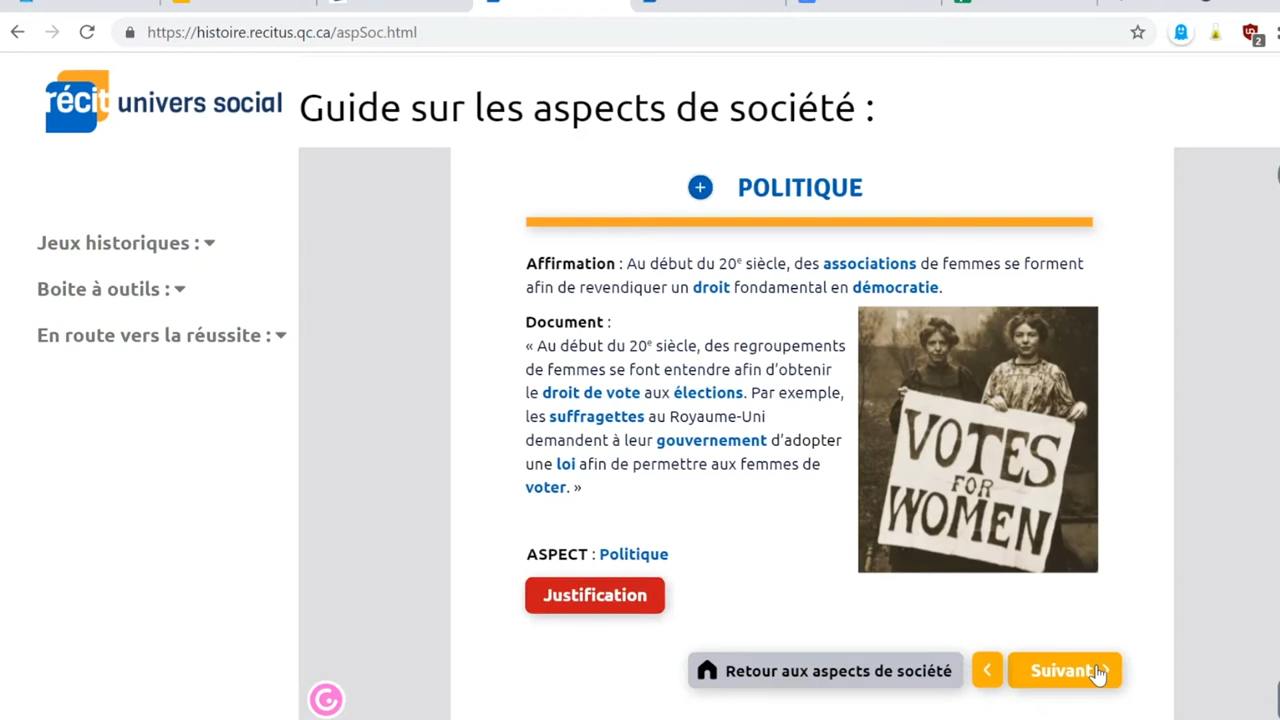 https://histoire.recitus.qc.ca/aspSoc.html
2
récit univers social
Guide sur les aspects de société :
Jeux historiques :
Boite à outils :
En route vers la réussite :
+ POLITIQUE
Affirmation : Au début du 20e siècle, des associations de femmes se forment
afin de revendiquer un droit fondamental en démocratie.
Document :
« Au début du 20e siècle, des regroupements
de femmes se font entendre afin d’obtenir
le droit de vote aux élections. Par exemple,
les suffragettes au Royaume-Uni
demandent à leur gouvernement d’adopter
une loi afin de permettre aux femmes de
voter. »
VOTES
FOR
WOMEN
ASPECT : Politique
Justification
Retour aux aspects de société
Suivant